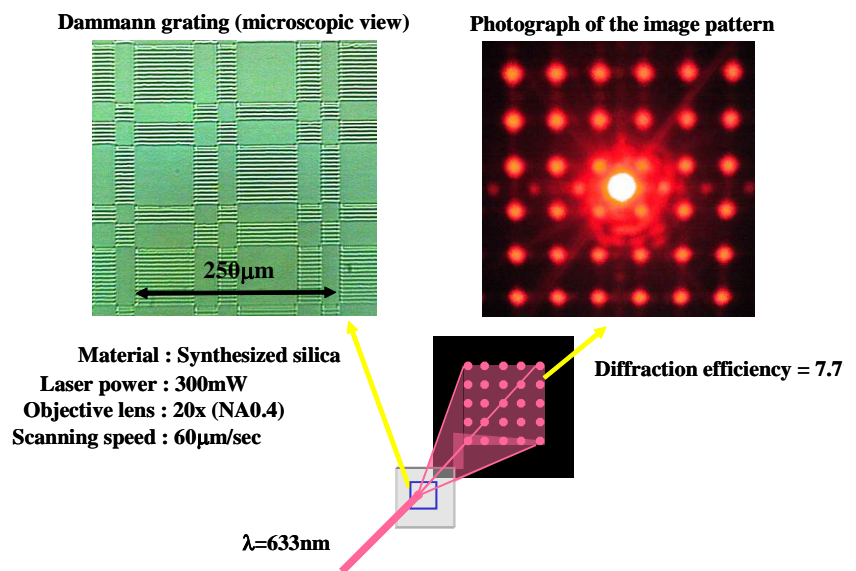 Dammann grating (microscopic view)
Photograph of the image pattern
250μm
Material : Synthesized silica
Laser power : 300mW
Objective lens : 20x (NA0.4)
Scanning speed : 60μm/sec
Diffraction efficiency = 7.7
λ=633nm